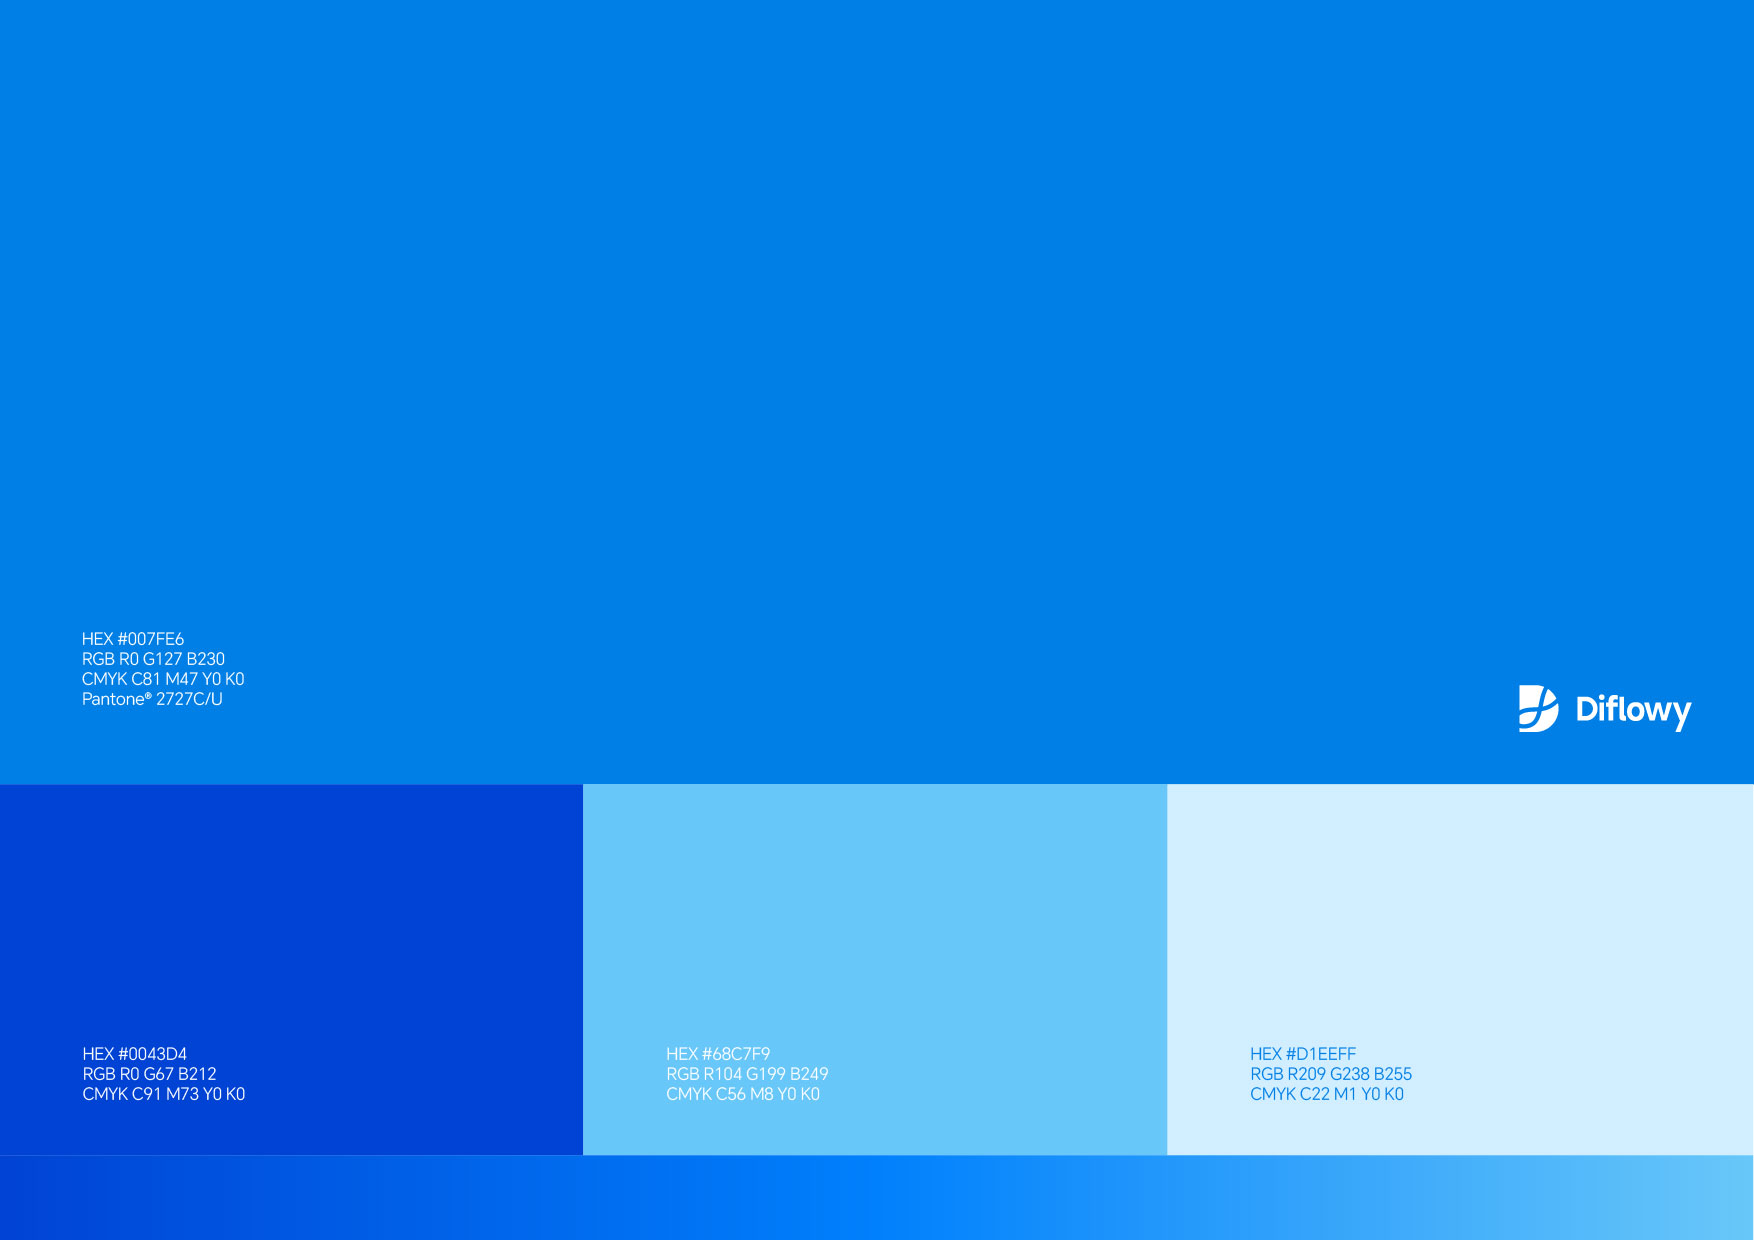 HEX #007FE6
RGB R0 G127 B230
CMYK C81 M47 Y0 K0
Pantone® 2727C/U
Diflowy
HEX #0043D4
RGB R0 G67 B212
CMYK C91 M73 Y0 K0
HEX #68C7F9
RGB R104 G199 B249
CMYK C56 M8 Y0 K0
HEX #D1EEFF
RGB R209 G238 B255
CMYK C22 M1 Y0 K0